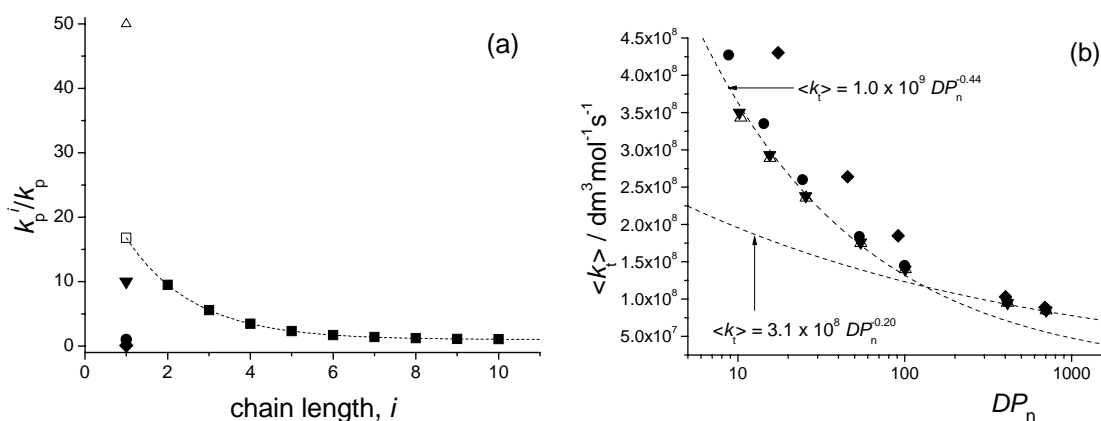 (a)
50
40
30
20
10
0
k_p^i/k_p
0 2 4 6 8 10
chain length, i
(b)
4.5x10^8
4.0x10^8
3.5x10^8
3.0x10^8
2.5x10^8
2.0x10^8
1.5x10^8
1.0x10^8
5.0x10^7
<k_t> / dm^3mol^-1s^-1
<k_t> = 1.0 x 10^9 DP_n^-0.44
<k_t> = 3.1 x 10^8 DP_n^-0.20
10 100 1000
DP_n